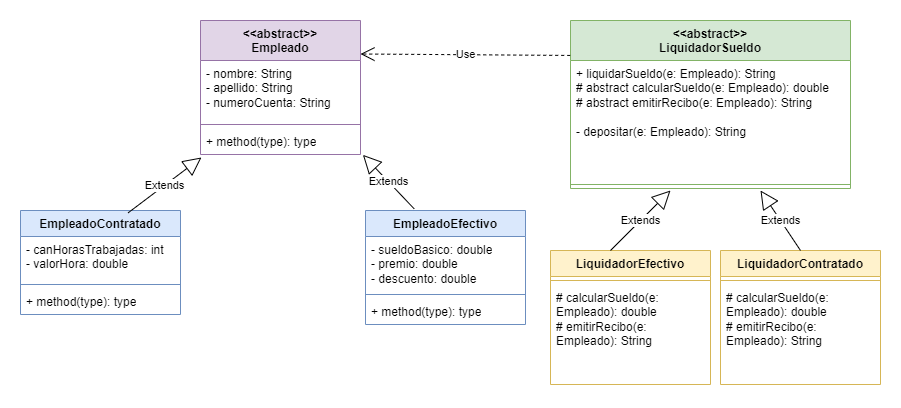 <<abstract>>
Empleado
- nombre: String
- apellido: String
- numeroCuenta: String
+ method(type): type
Use
<<abstract>>
LiquidadorSueldo
+ liquidarSueldo(e: Empleado): String
# abstract calcularSueldo(e: Empleado): double
# abstract emitirRecibo(e: Empleado): String
- depositar(e: Empleado): String
Extends
Extends
Extends
Extends
EmpleadoContratado
- canHorasTrabajadas: int
- valorHora: double
+ method(type): type
EmpleadoEfectivo
- sueldoBasico: double
- premio: double
- descuento: double
+ method(type): type
LiquidadorEfectivo
# calcularSueldo(e:
Empleado): double
# emitirRecibo(e:
Empleado): String
LiquidadorContratado
# calcularSueldo(e:
Empleado): double
# emitirRecibo(e:
Empleado): String